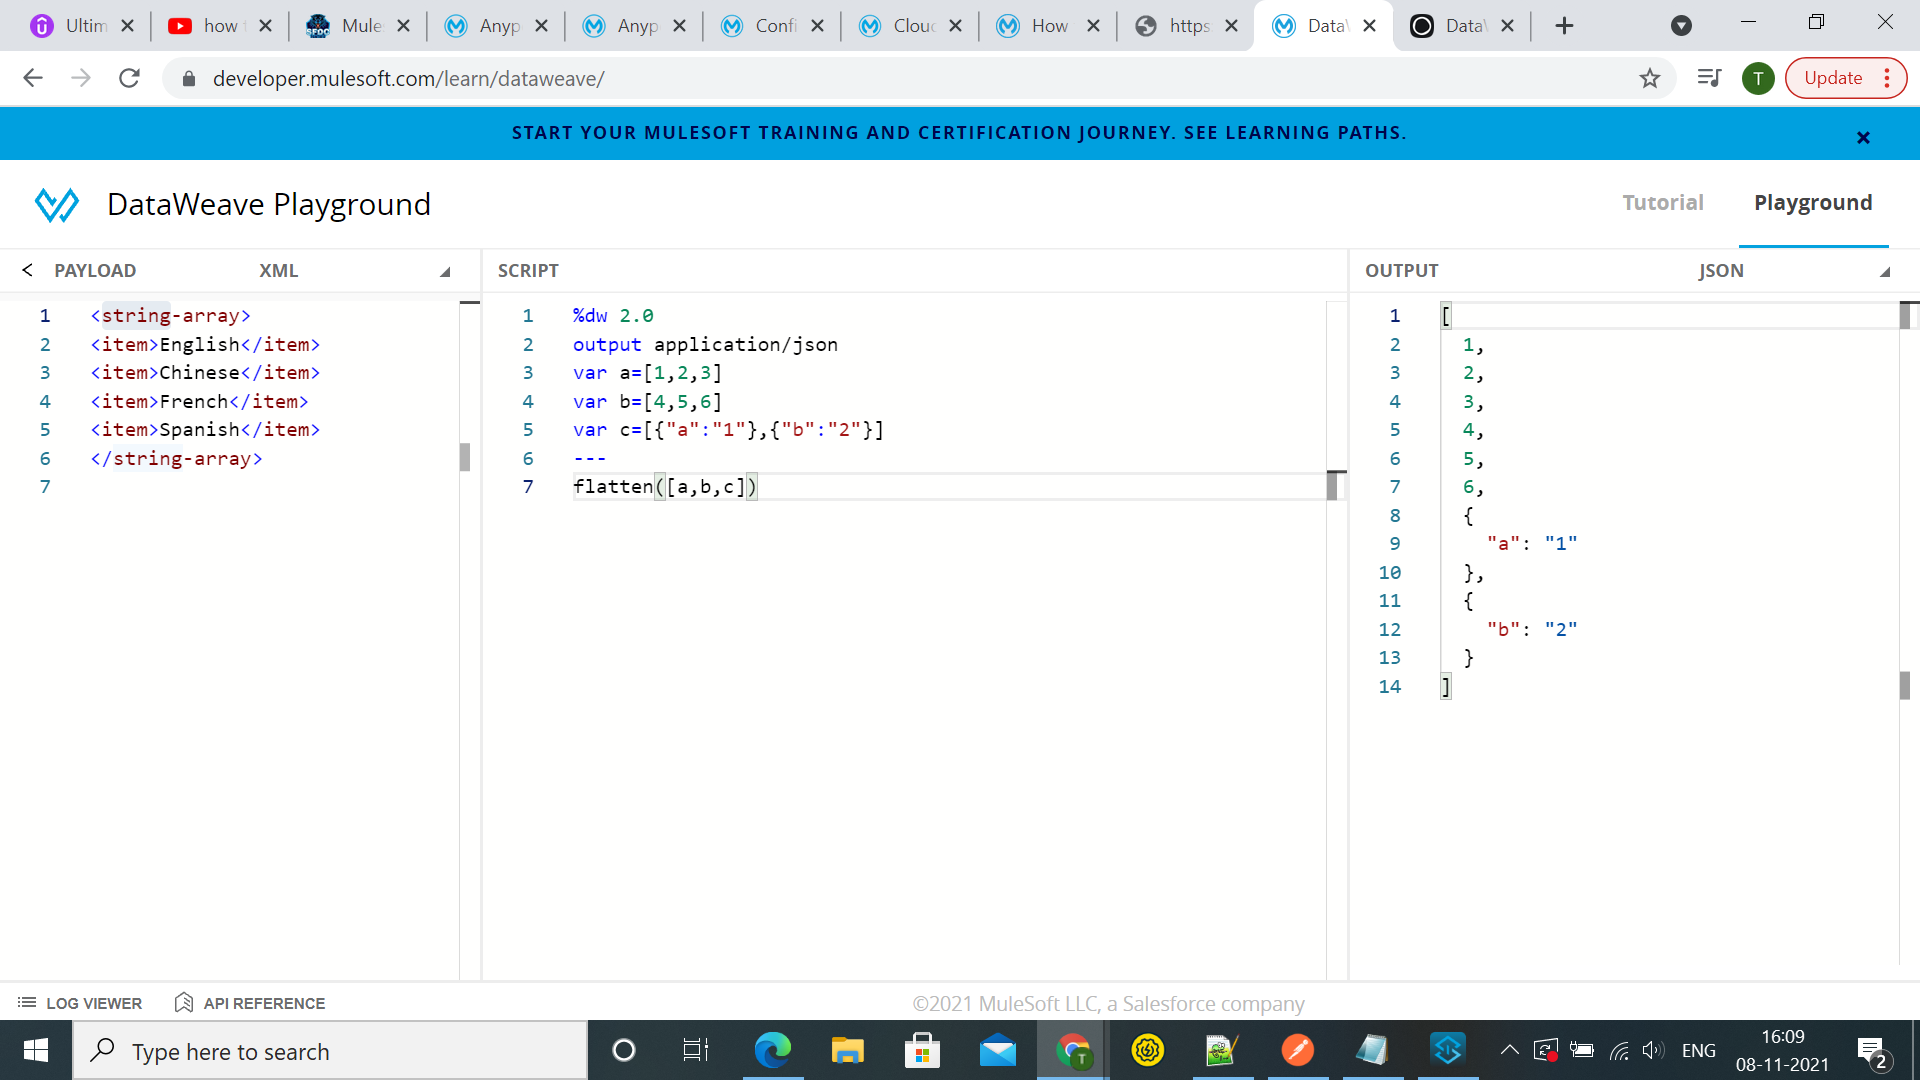 Ultim
how
Mule
SFDC
Anyp
Anyp
Confi
Clou
How
https
Data
Data
developer.mulesoft.com/learn/dataweave/
T
Update
START YOUR MULESOFT TRAINING AND CERTIFICATION JOURNEY. SEE LEARNING PATHS.
DataWeave Playground
Tutorial
Playground
PAYLOAD
XML
1 <string-array>
2 <item>English</item>
3 <item>Chinese</item>
4 <item>French</item>
5 <item>Spanish</item>
6 </string-array>
7
SCRIPT
1 %dw 2.0
2 output application/json
3 var a=[1,2,3]
4 var b=[4,5,6]
5 var c=[{"a":"1"},{"b":"2"}]
6 ---
7 flatten([a,b,c])
OUTPUT
JSON
1 [
2 1,
3 2,
4 3,
5 4,
6 5,
7 6,
8 {
9 "a": "1"
10 },
11 {
12 "b": "2"
13 }
14 ]
LOG VIEWER
API REFERENCE
©2021 MuleSoft LLC, a Salesforce company
Type here to search
T
ENG
16:09
08-11-2021
2